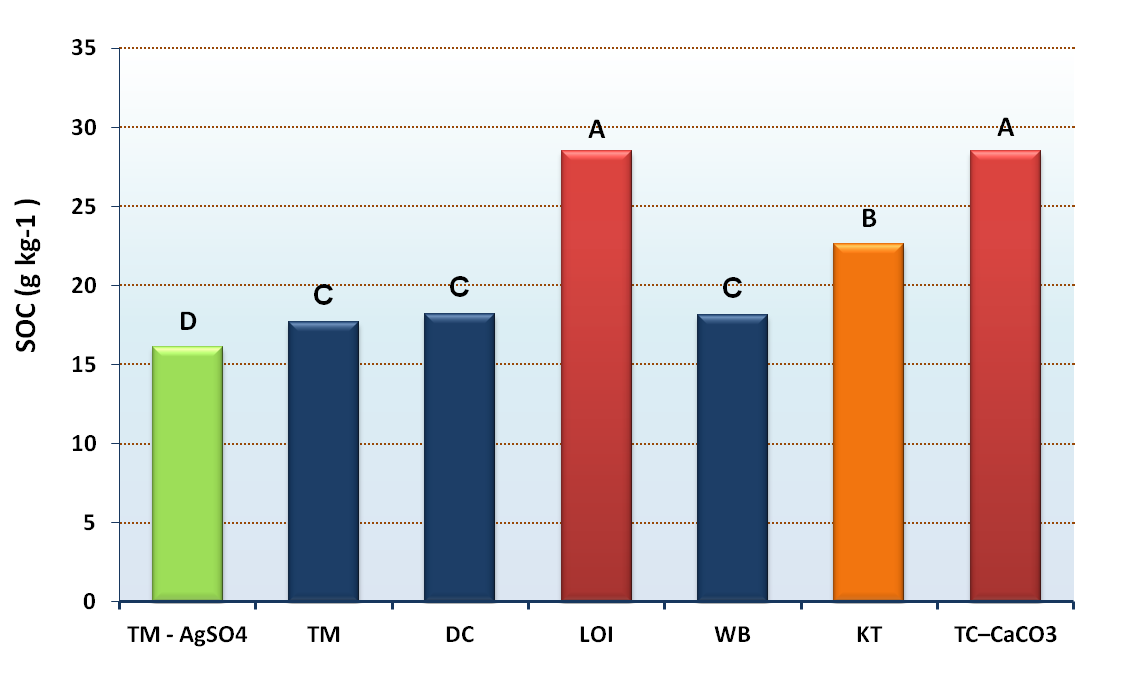 35
30
25
20
15
10
5
0
SOC (g kg-1 )
D
C
C
A
C
B
A
TM - AgSO4
TM
DC
LOI
WB
KT
TC–CaCO3